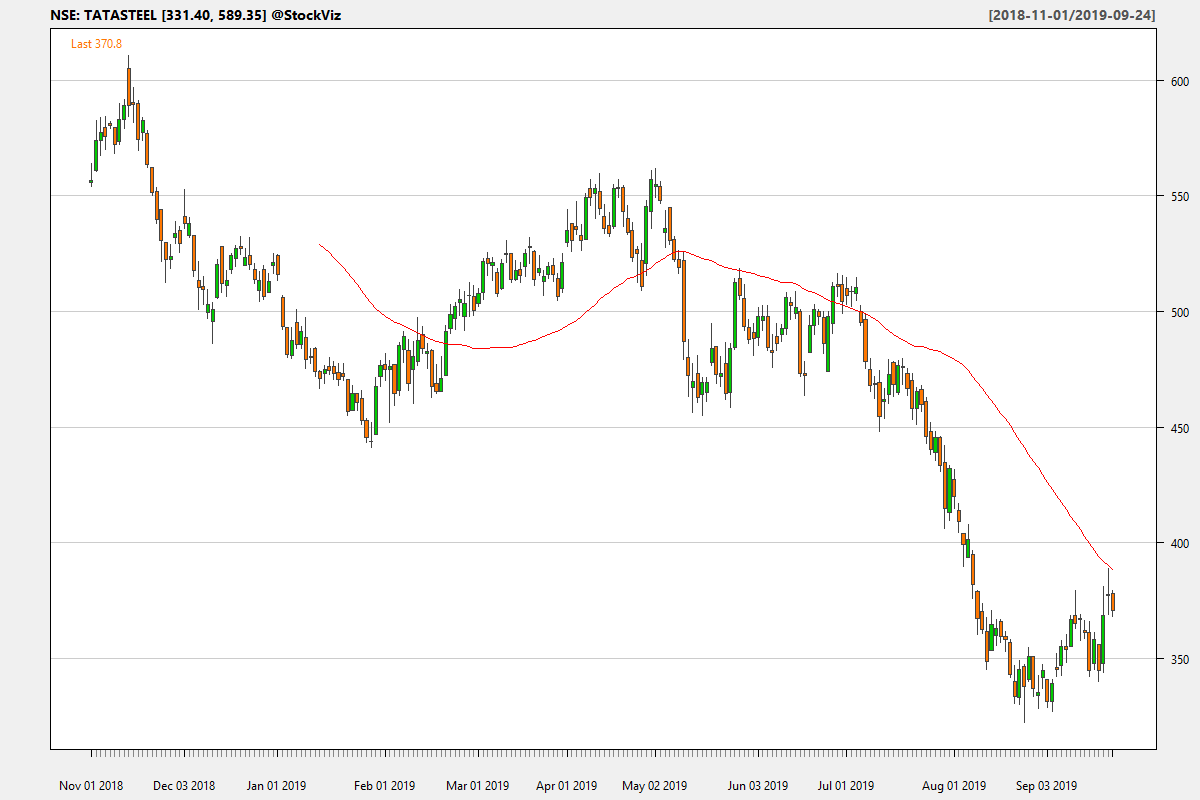 NSE: TATASTEEL [331.40, 589.35] @StockViz [2018-11-01/2019-09-24]
Last 370.8
600
550
500
450
400
350
Nov 01 2018 Dec 03 2018 Jan 01 2019 Feb 01 2019 Mar 01 2019 Apr 01 2019 May 02 2019 Jun 03 2019 Jul 01 2019 Aug 01 2019 Sep 03 2019